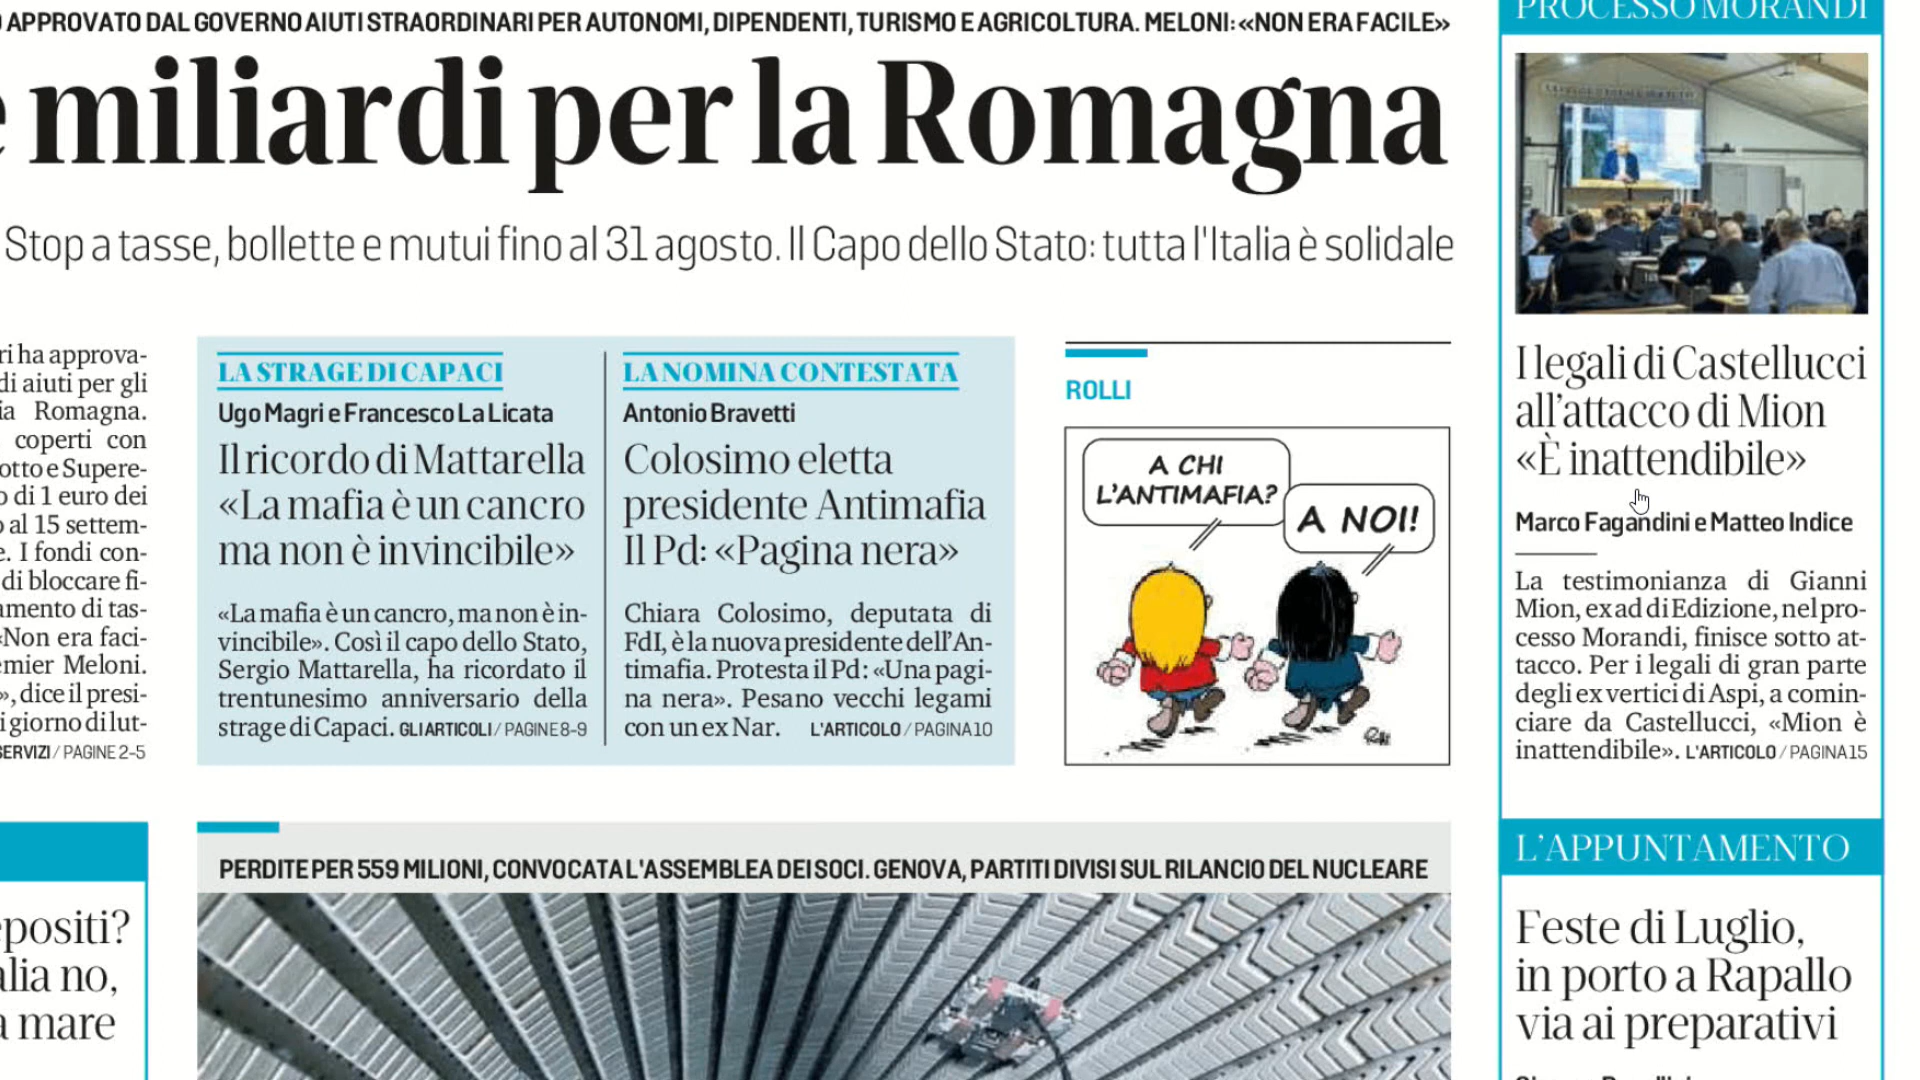 APPROVATO DAL GOVERNO AIUTI STRAORDINARI PER AUTONOMI, DIPENDENTI, TURISMO E AGRICOLTURA. MELONI: «NON ERA FACILE»
miliardi per la Romagna
Stop a tasse, bollette e mutui fino al 31 agosto. Il Capo dello Stato: tutta l'Italia è solidale
ri ha approva-
di aiuti per gli
ia Romagna.
coperti con
otto e Supere-
o di 1 euro dei
o al 15 settem-
e. I fondi con-
di bloccare fi-
amento di tas-
«Non era faci-
emier Meloni.
», dice il presi-
i giorno di lut-
SERVIZI / PAGINE 2-5
LA STRAGE DI CAPACI
Ugo Magri e Francesco La Licata
Il ricordo di Mattarella
«La mafia è un cancro
ma non è invincibile»
«La mafia è un cancro, ma non è in-
vincibile». Così il capo dello Stato,
Sergio Mattarella, ha ricordato il
trentunesimo anniversario della
strage di Capaci. GLI ARTICOLI / PAGINE 8-9
LA NOMINA CONTESTATA
Antonio Bravetti
Colosimo eletta
presidente Antimafia
Il Pd: «Pagina nera»
Chiara Colosimo, deputata di
FdI, è la nuova presidente dell'An-
timafia. Protesta il Pd: «Una pagi-
na nera». Pesano vecchi legami
con un ex Nar. L'ARTICOLO / PAGINA 10
ROLLI
A CHI
L'ANTIMAFIA?
A NOI!
PROCESSO MORANDI
I legali di Castellucci
all'attacco di Mion
«È inattendibile»
Marco Fagandini e Matteo Indice
La testimonianza di Gianni
Mion, ex ad di Edizione, nel pro-
cesso Morandi, finisce sotto at-
tacco. Per i legali di gran parte
degli ex vertici di Aspi, a comin-
ciare da Castellucci, «Mion è
inattendibile». L'ARTICOLO / PAGINA 15
epositi?
alia no,
a mare
PERDITE PER 559 MILIONI, CONVOCATA L'ASSEMBLEA DEI SOCI. GENOVA, PARTITI DIVISI SUL RILANCIO DEL NUCLEARE
L'APPUNTAMENTO
Feste di Luglio,
in porto a Rapallo
via ai preparativi